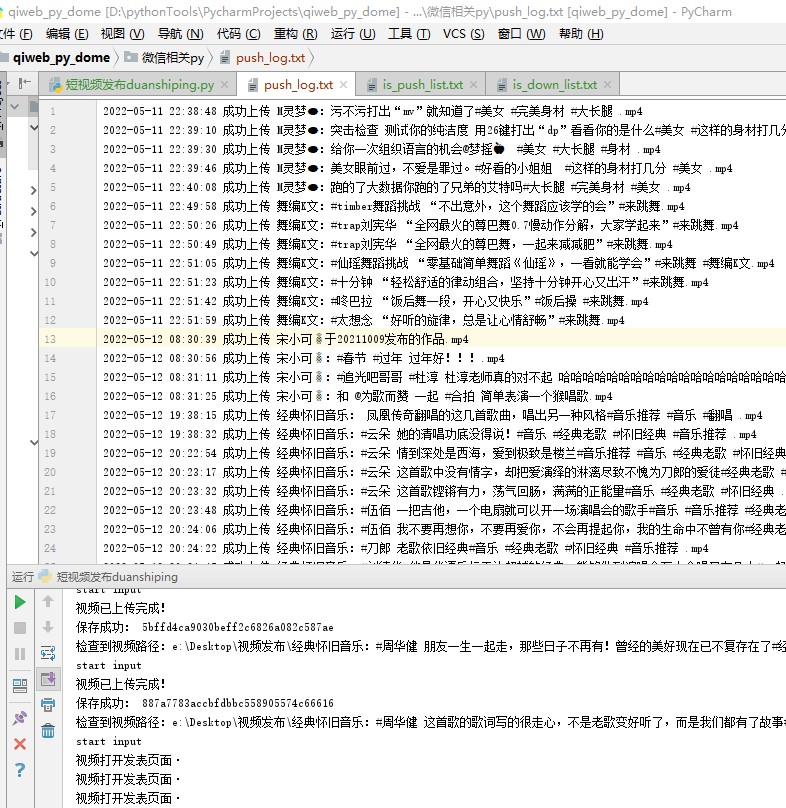 qiweb_py_dome [D:\pythonTools\PycharmProjects\qiweb_py_dome] - ...\微信相关py\push_log.txt [qiweb_py_dome] - PyCharm
文件 (F) 编辑 (E) 视图 (V) 导航 (N) 代码 (C) 重构 (R) 运行 (U) 工具 (T) VCS (S) 窗口 (W) 帮助 (H)
qiweb_py_dome 微信相关py push_log.txt
短视频发布duanshiping.py push_log.txt is_push_list.txt is_down_list.txt
1 2022-05-11 22:38:48 成功上传 M灵梦●: 污不污打出“mv”就知道了#美女 #完美身材 #大长腿 .mp4
2 2022-05-11 22:39:10 成功上传 M灵梦●: 突击检查 测试你的纯洁度 用26键打出“dp”看看你的是什么#美女 #这样的身材打几分
3 2022-05-11 22:39:30 成功上传 M灵梦●: 给你一次组织语言的机会@梦摇🍎 #美女 #大长腿 #身材 .mp4
4 2022-05-11 22:39:46 成功上传 M灵梦●: 美女眼前过，不爱是罪过。#好看的小姐姐 #这样的身材打几分 #美女 .mp4
5 2022-05-11 22:40:08 成功上传 M灵梦●: 跑的了大数据你跑的了兄弟的艾特吗#大长腿 #完美身材 #美女 .mp4
6 2022-05-11 22:49:58 成功上传 舞编K文: #timber舞蹈挑战 “不出意外，这个舞蹈应该学的会”#来跳舞.mp4
7 2022-05-11 22:50:26 成功上传 舞编K文: #trap刘宪华 “全网最火的尊巴舞0.7慢动作分解，大家学起来”#来跳舞.mp4
8 2022-05-11 22:50:49 成功上传 舞编K文: #trap刘宪华 “全网最火的尊巴舞，一起来减减肥”#来跳舞.mp4
9 2022-05-11 22:51:05 成功上传 舞编K文: #仙瑶舞蹈挑战 “零基础简单舞蹈《仙瑶》，一看就能学会”#来跳舞 #舞编K文.mp4
10 2022-05-11 22:51:23 成功上传 舞编K文: #十分钟 “轻松舒适的律动组合，坚持十分钟开心又出汗”#来跳舞.mp4
11 2022-05-11 22:51:42 成功上传 舞编K文: #咚巴拉 “饭后舞一段，开心又快乐”#饭后操 #来跳舞.mp4
12 2022-05-11 22:51:59 成功上传 舞编K文: #太想念 “好听的旋律，总是让心情舒畅”#来跳舞.mp4
13 2022-05-12 08:30:39 成功上传 宋小可于20211009发布的作品.mp4
14 2022-05-12 08:30:56 成功上传 宋小可: #春节 #过年 过年好！！！.mp4
15 2022-05-12 08:31:11 成功上传 宋小可: #追光吧哥哥 #杜淳 杜淳老师真的对不起 哈哈哈哈哈哈哈哈哈哈哈哈哈哈哈哈哈
16 2022-05-12 08:31:25 成功上传 宋小可: 和 @为歌而赞 一起 #合拍 简单表演一个猴唱歌.mp4
17 2022-05-12 19:38:15 成功上传 经典怀旧音乐: 凤凰传奇翻唱的这几首歌曲，唱出另一种风格#音乐推荐 #音乐 #翻唱 .mp4
18 2022-05-12 19:38:32 成功上传 经典怀旧音乐: #云朵 她的清唱功底没得说！#音乐 #经典老歌 #怀旧经典 #音乐推荐 .mp4
19 2022-05-12 20:22:54 成功上传 经典怀旧音乐: #云朵 情到深处是西海，爱到极致是楼兰#音乐推荐 #音乐 #经典老歌 #怀旧经典
20 2022-05-12 20:23:17 成功上传 经典怀旧音乐: #云朵 这首歌中没有情字，却把爱演绎的淋漓尽致不愧为刀郎的爱徒#经典老歌
21 2022-05-12 20:23:32 成功上传 经典怀旧音乐: #云朵 这首歌铿锵有力，荡气回肠，满满的正能量#音乐 #经典老歌 #怀旧经典
22 2022-05-12 20:23:48 成功上传 经典怀旧音乐: #伍佰 一把吉他，一个电扇就可以开一场演唱会的歌手#音乐 #经典老歌
23 2022-05-12 20:24:06 成功上传 经典怀旧音乐: #伍佰 我不要再想你，不要再爱你，不会再提起你，我的生命中不曾有你#经典老
24 2022-05-12 20:24:22 成功上传 经典怀旧音乐: #刀郎 老歌依旧经典#音乐 #经典老歌 #怀旧经典 #音乐推荐 .mp4
运行 短视频发布duanshiping
start input
视频已上传完成！
保存成功: 5bffd4ca9030beff2c6826a082c587ae
检查到视频路径: e:\Desktop\视频发布\经典怀旧音乐: #周华健 朋友一生一起走，那些日子不再有！曾经的美好现在已不复存在了#经
start input
视频已上传完成！
保存成功: 887a7783accbfdbbc558905574c66616
检查到视频路径: e:\Desktop\视频发布\经典怀旧音乐: #周华健 这首歌的歌词写的很走心，不是老歌变好听了，而是我们都有了故事#
start input
视频打开发表页面·
视频打开发表页面·
视频打开发表页面·